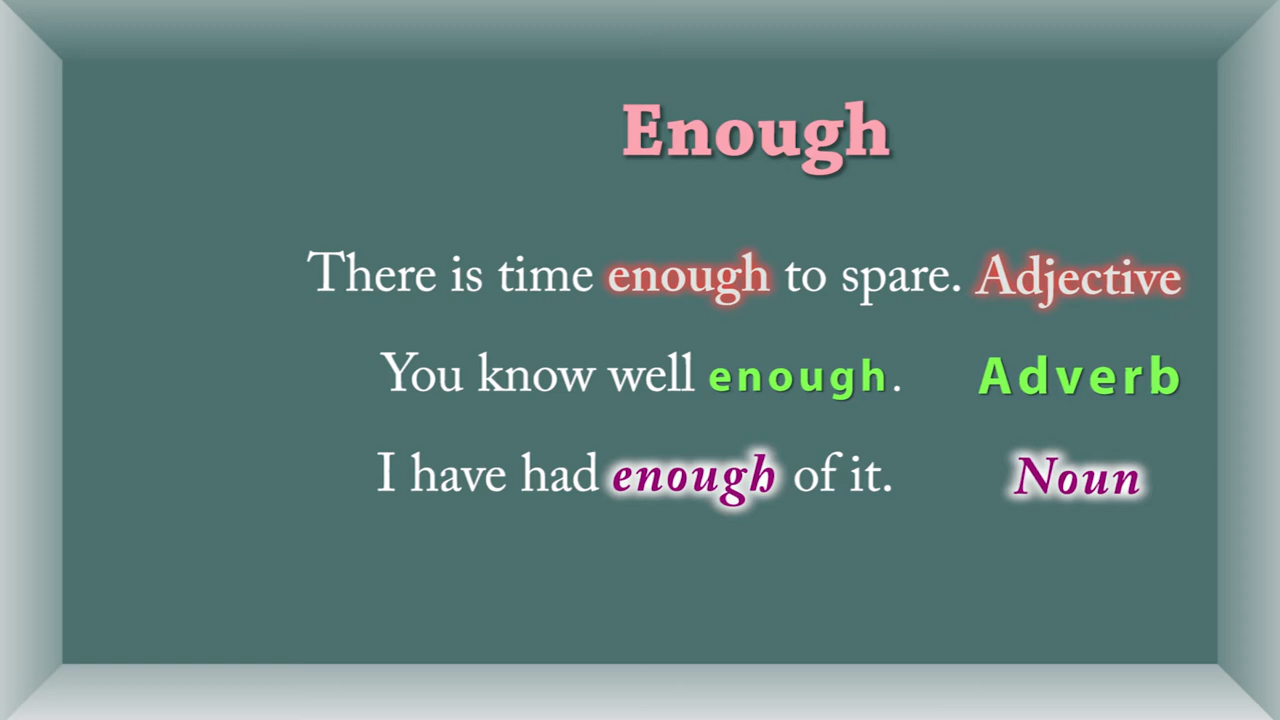 Enough
There is time enough to spare. Adjective
You know well enough. Adverb
I have had enough of it. Noun